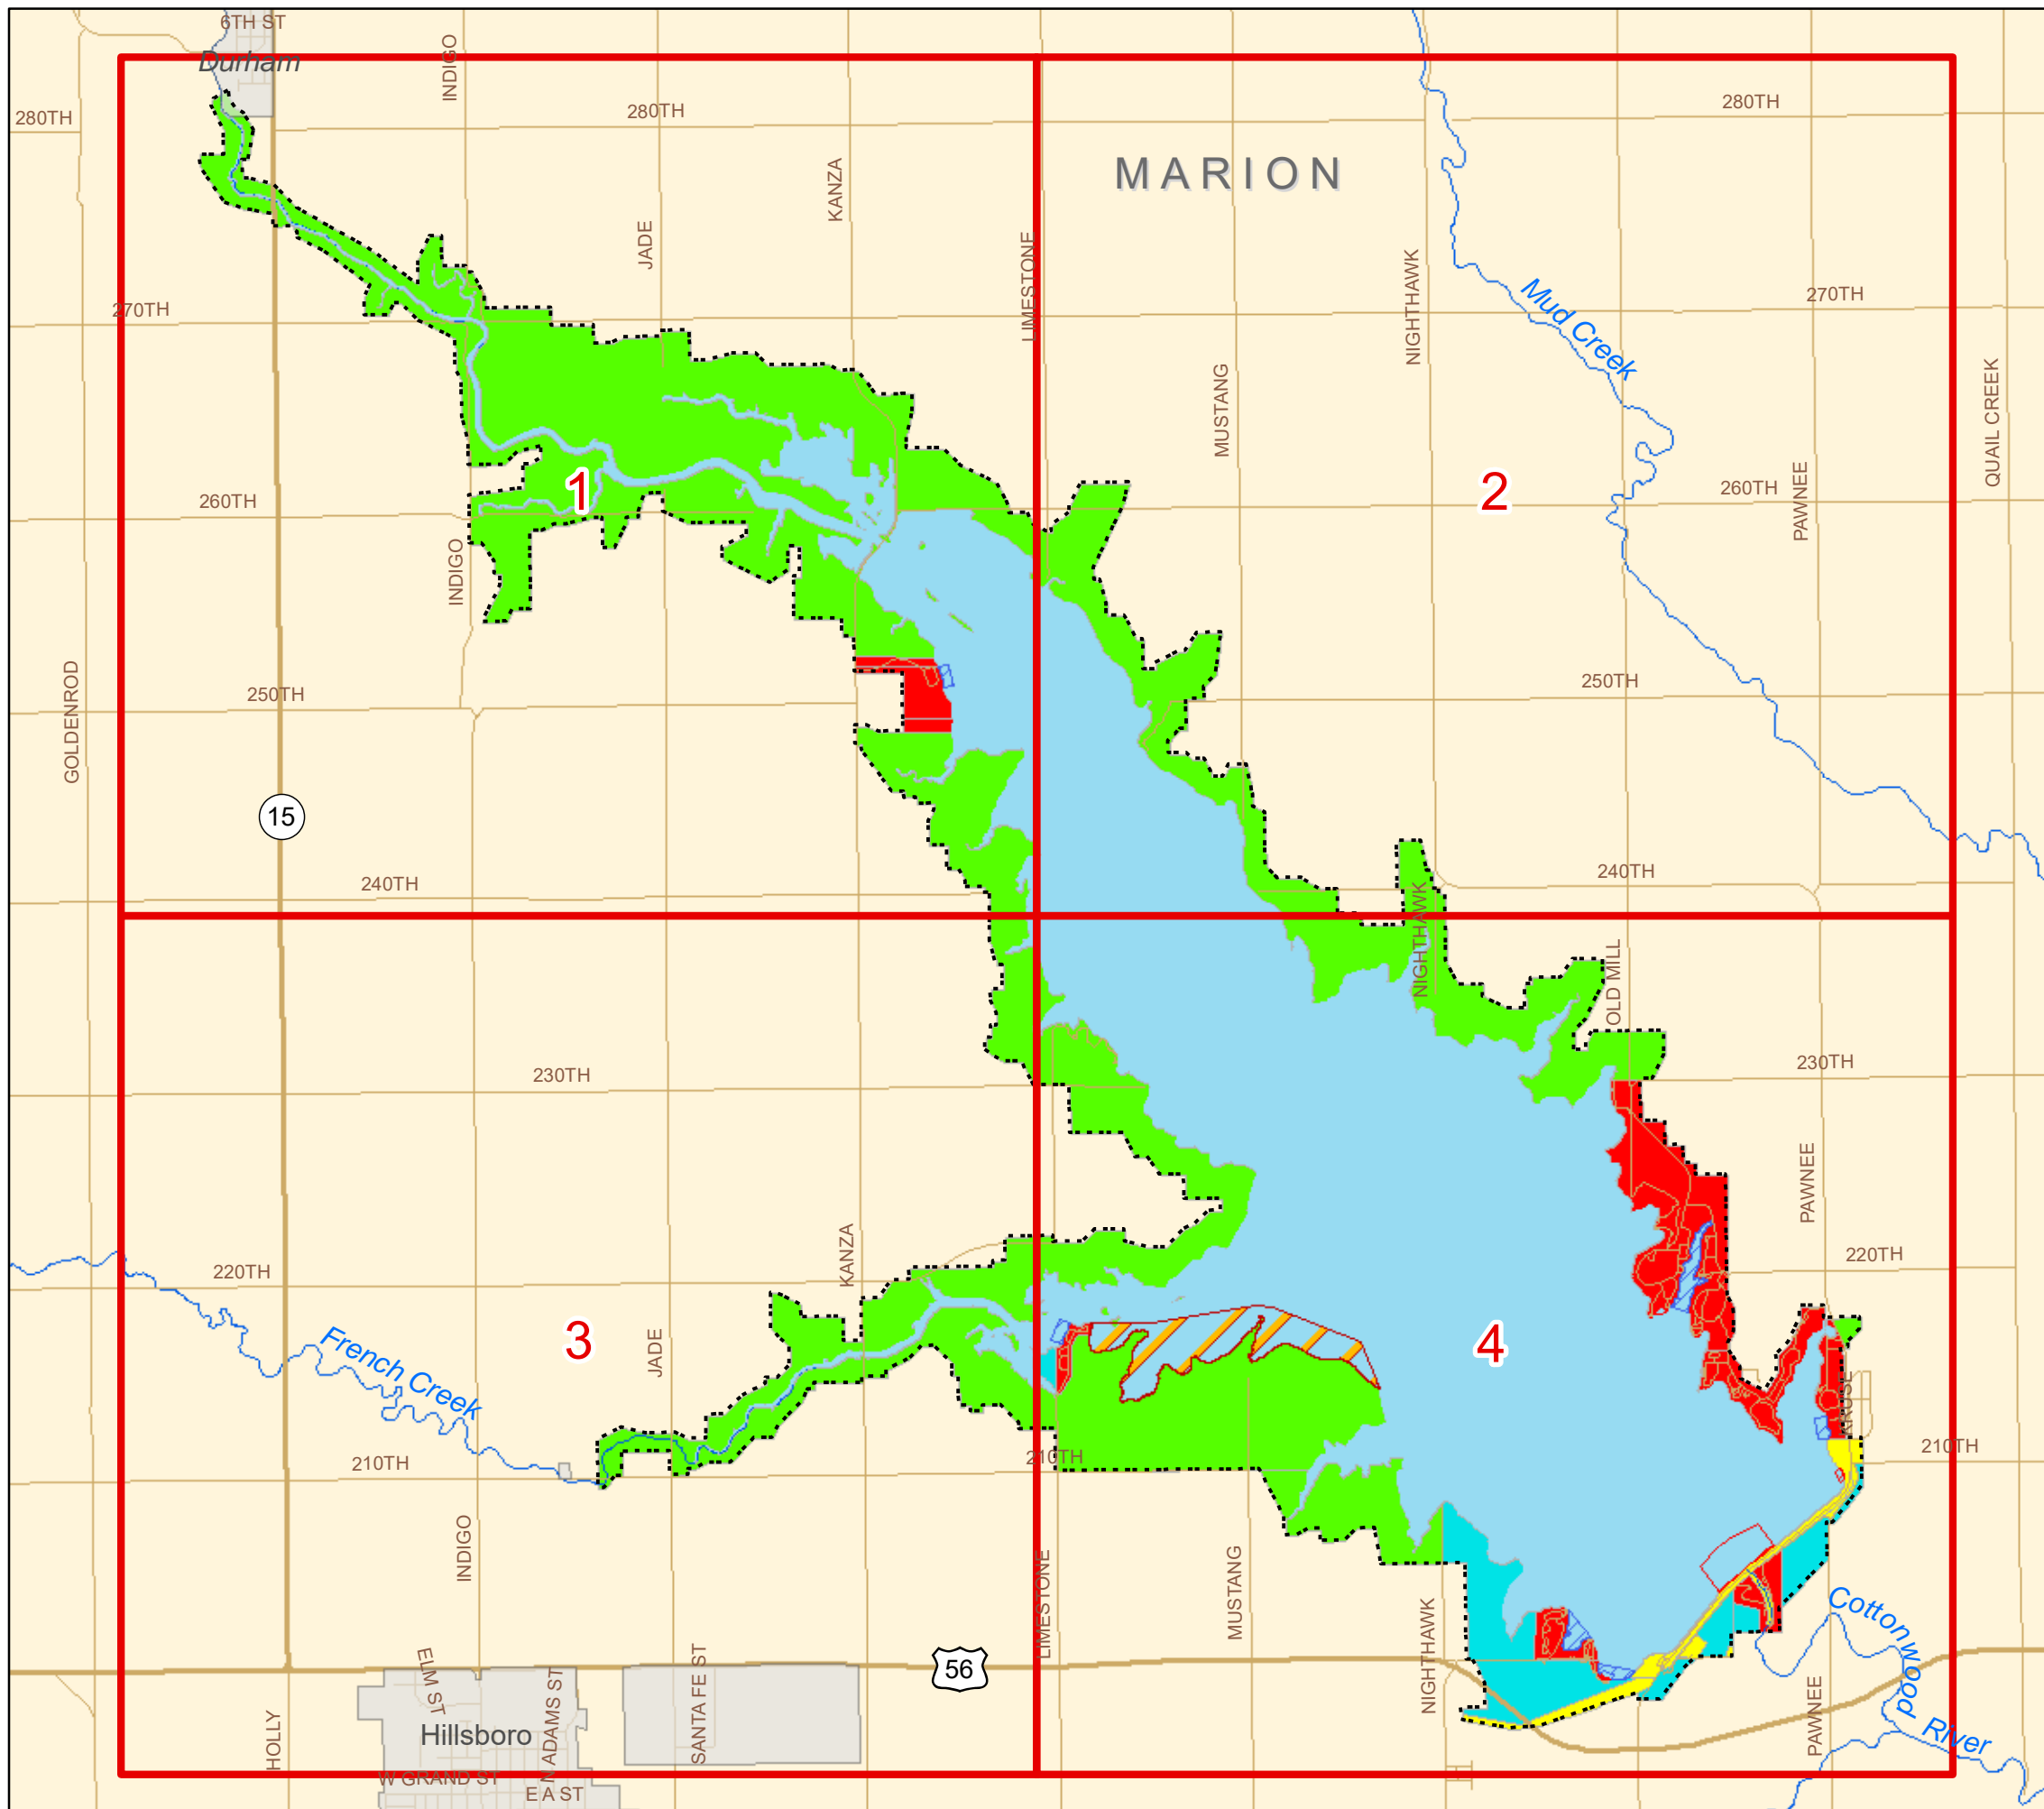 6TH ST
Durham
INDIGO
280TH
280TH
280TH
MARION
KANZA
JADE
LIMESTONE
NIGHTHAWK
270TH
270TH
Mud Creek
MUSTANG
QUAIL CREEK
1
2
260TH
260TH
PAWNEE
INDIGO
250TH
250TH
GOLDENROD
15
240TH
240TH
NIGHTHAWK
OLD MILL
230TH
230TH
PAWNEE
KANZA
220TH
220TH
3
4
JADE
French Creek
210TH
210TH
210TH
INDIGO
LIMESTONE
MUSTANG
NIGHTHAWK
Cottonwood River
PAWNEE
56
ELM ST
N ADAMS ST
SANTA FE ST
Hillsboro
HOLLY
W GRAND ST
E A ST